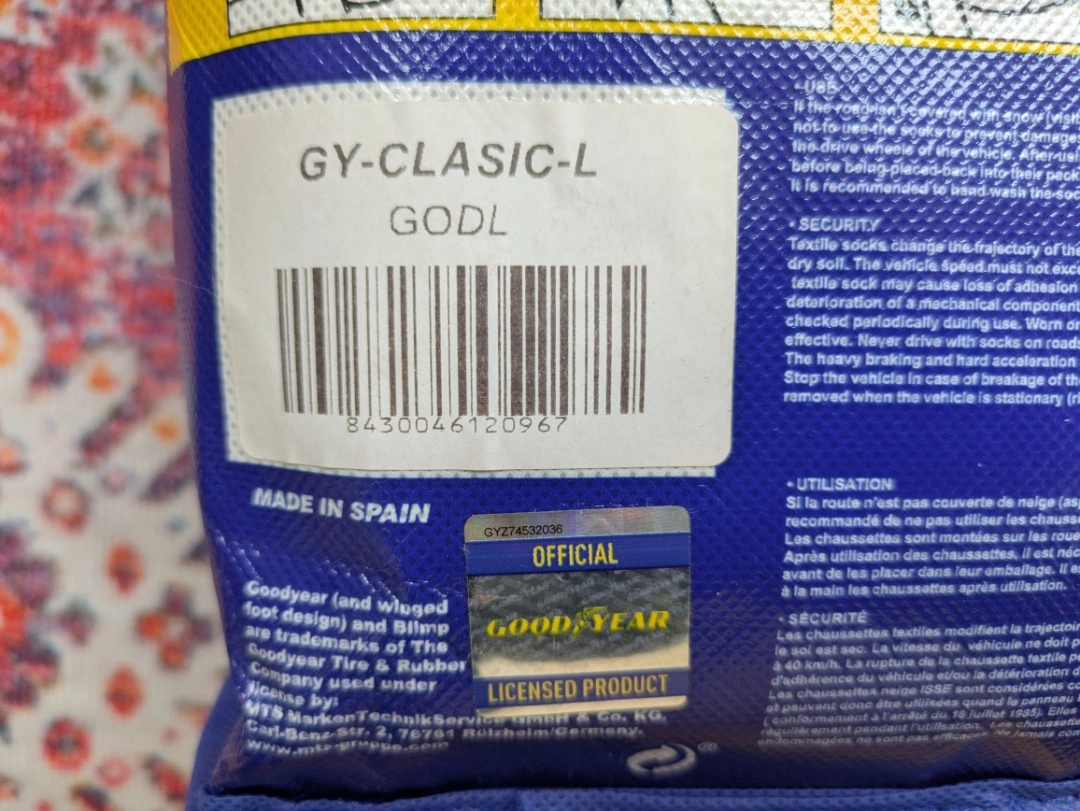 GY-CLASIC-L
GODL
8430046120967
MADE IN SPAIN
GYZ74532036
OFFICIAL
GOODYEAR
LICENSED PRODUCT
Goodyear (and winged
foot design) and Blimp
are trademarks of The
Goodyear Tire & Rubber
Company used under
license by:
MTS MarkenTechnikService GmbH & Co. KG,
Carl-Benz-Str. 2, 76761 Rülzheim/Germany.
www.mts-gruppe.com
· USE
If the road isn't covered with snow (visi
not to use the socks to prevent damage
the drive wheels of the vehicle. After us
before being placed back into their pack
It is recommended to hand wash the soc
· SECURITY
Textile socks change the trajectory of th
dry soil. The vehicle speed must not exce
textile sock may cause loss of adhesion
deterioration of a mechanical component
checked periodically during use. Worn or
effective. Never drive with socks on roads
The heavy braking and hard acceleration
Stop the vehicle in case of breakage of th
removed when the vehicle is stationary (ri
· UTILISATION
Si la route n'est pas couverte de neige (as
recommandé de ne pas utiliser les chauss
Les chaussettes sont montées sur les roue
Après utilisation des chaussettes, il est néc
avant de les placer dans leur emballage. Il e
à la main les chaussettes après utilisation.
· SÉCURITÉ
Les chaussettes textiles modifient la trajectoir
le sol est sec. La vitesse du véhicule ne doit p
à 40 km/h. La rupture de la chaussette textile p
d'adhérence du véhicule et/ou la détérioration d
Les chaussettes neige ISSE sont considérées co
et peuvent donc être utilisées quand le panneau
(conformément à l'arrêté du 18 juillet 1985). Elles
régulièrement pendant l'utilisation. Les chaussette
endommagées ne sont pas efficaces. Ne jamais con